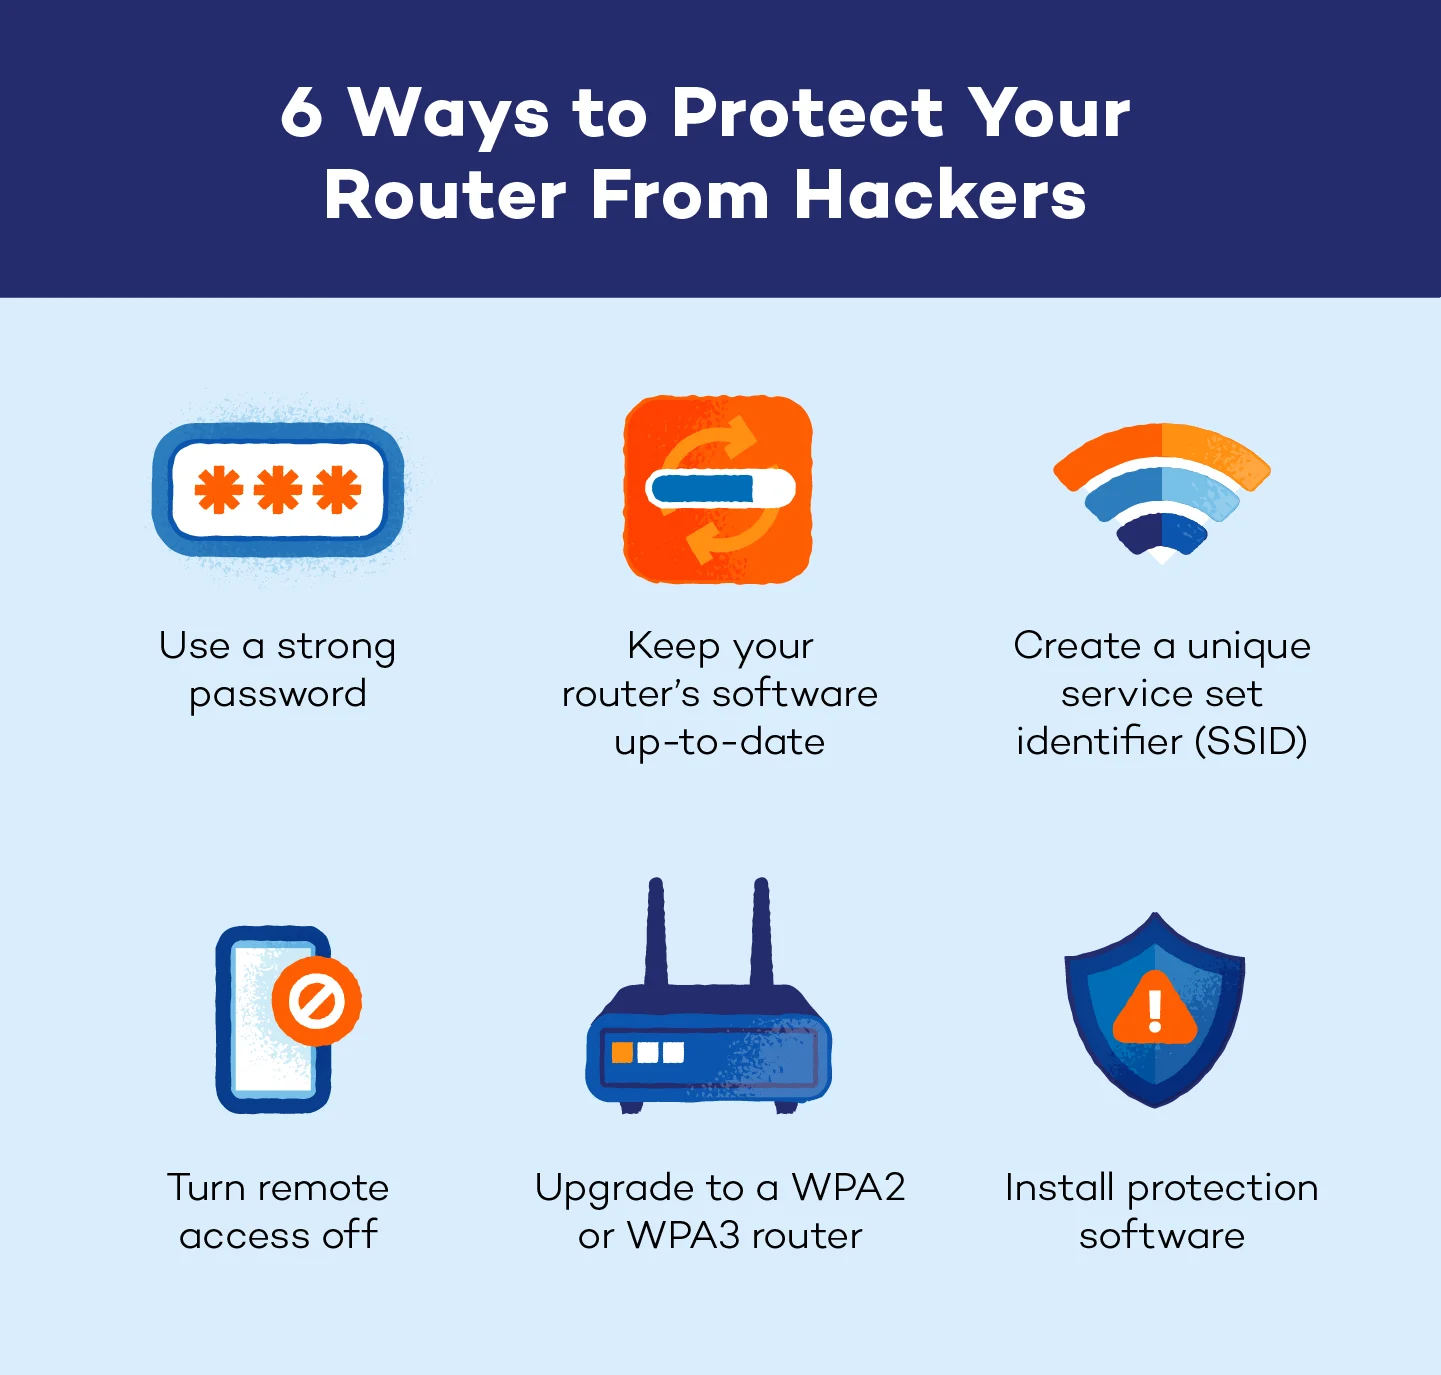 6 Ways to Protect Your
Router From Hackers
Use a strong
password
Keep your
router's software
up-to-date
Create a unique
service set
identifier (SSID)
Turn remote
access off
Upgrade to a WPA2
or WPA3 router
Install protection
software